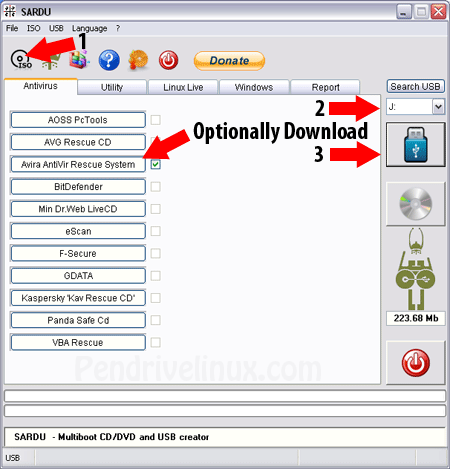 SARDU
File ISO USB Language ?
1
ISO
Donate
Antivirus Utility Linux Live Windows Report
Search USB
2
J:
AOSS PcTools
AVG Rescue CD
Optionally Download
3
Avira AntiVir Rescue System
BitDefender
Min Dr.Web LiveCD
eScan
F-Secure
GDATA
Kaspersky 'Kav Rescue CD'
Panda Safe Cd
223.68 Mb
VBA Rescue
Pendrivelinux.com
SARDU - Multiboot CD/DVD and USB creator
USB